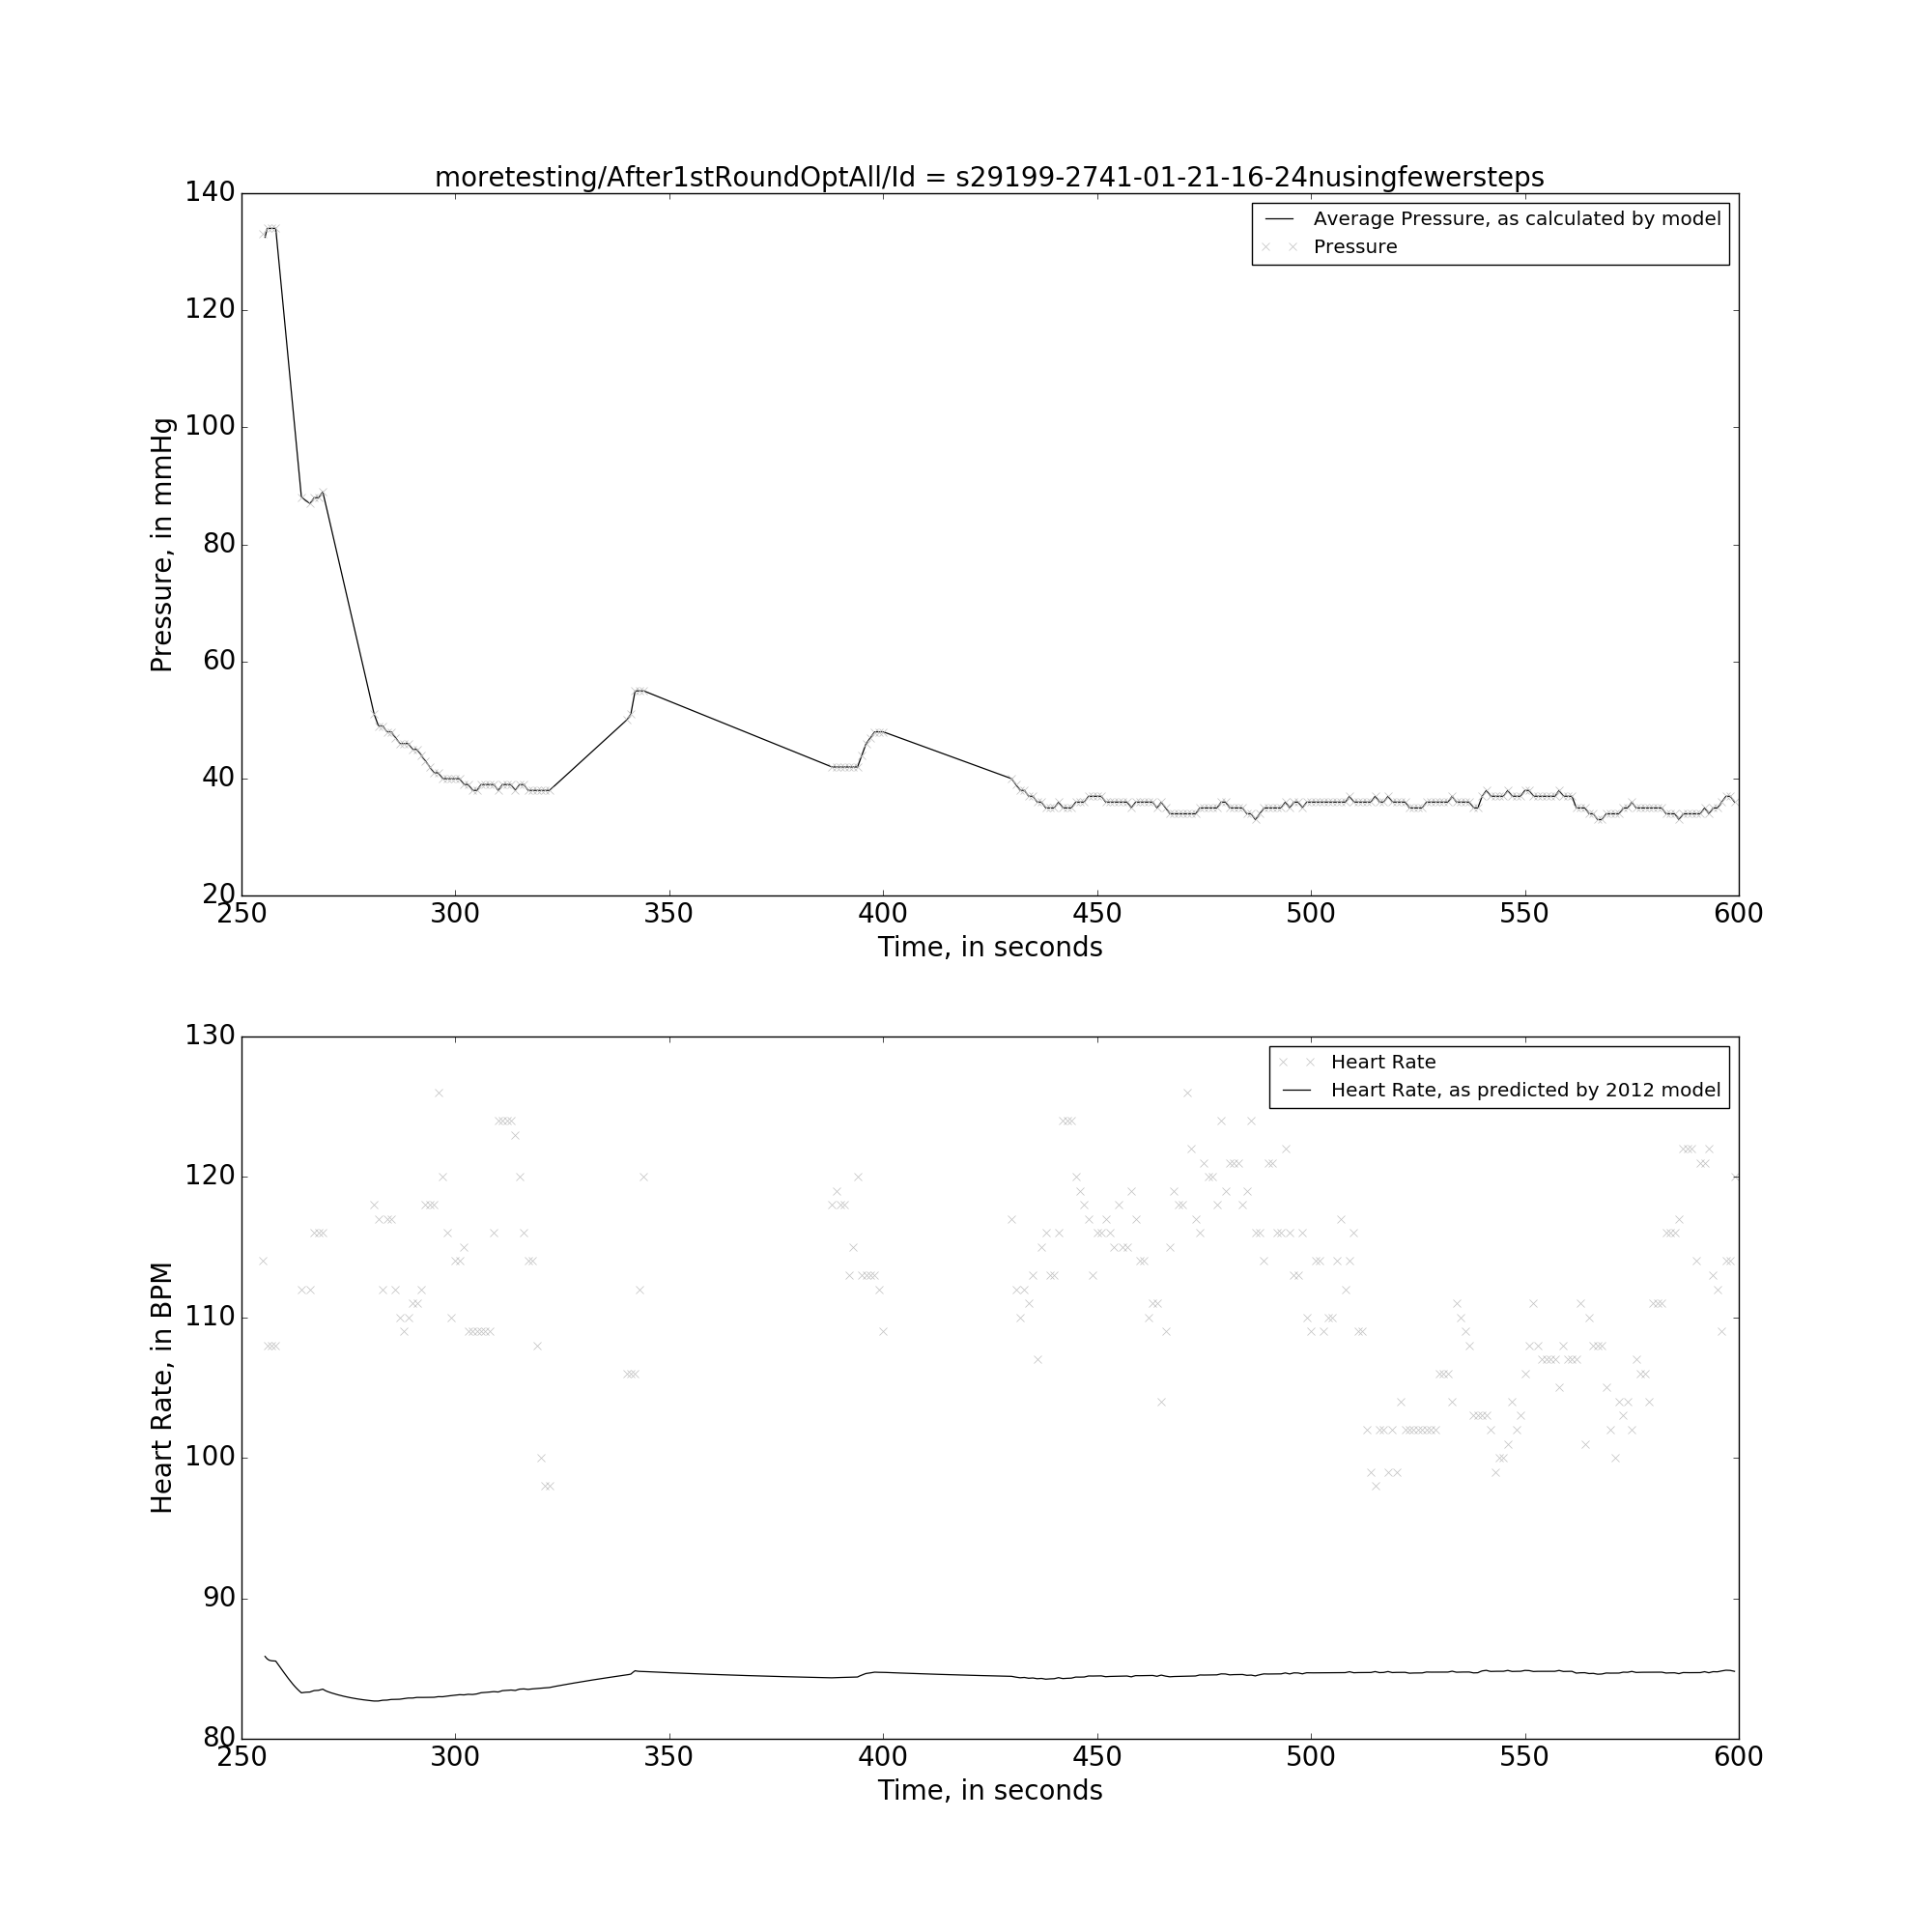 moretesting/After1stRoundOptAll/Id = s29199-2741-01-21-16-24nusingfewersteps
140
120
100
80
60
40
20
Pressure, in mmHg
Average Pressure, as calculated by model
Pressure
250 300 350 400 450 500 550 600
Time, in seconds
130
120
110
100
90
80
Heart Rate, in BPM
Heart Rate
Heart Rate, as predicted by 2012 model
250 300 350 400 450 500 550 600
Time, in seconds